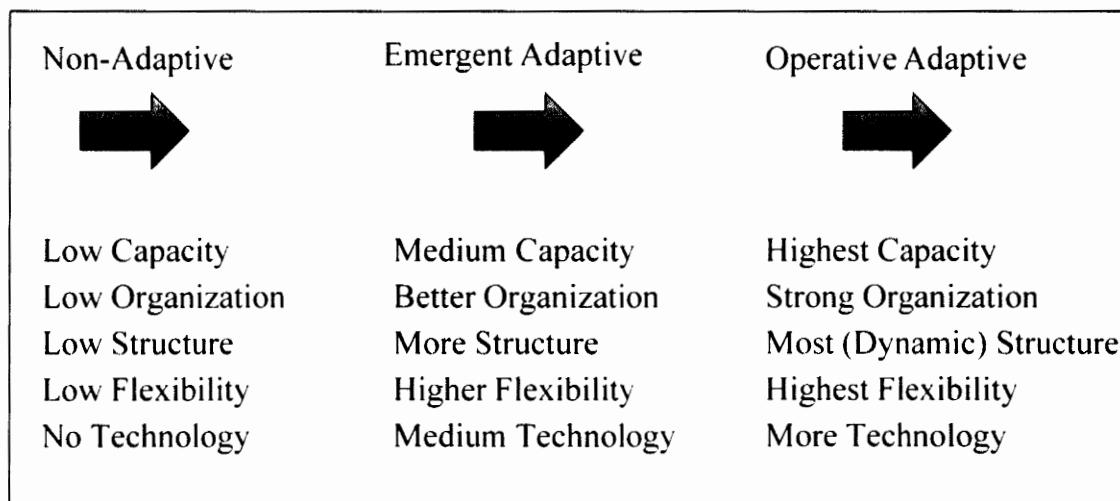 Non-Adaptive
Emergent Adaptive
Operative Adaptive
Low Capacity
Low Organization
Low Structure
Low Flexibility
No Technology
Medium Capacity
Better Organization
More Structure
Higher Flexibility
Medium Technology
Highest Capacity
Strong Organization
Most (Dynamic) Structure
Highest Flexibility
More Technology